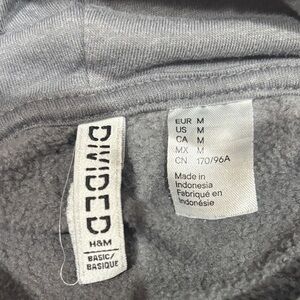 DIVIDED
H&M
BASIC/
BASIQUE
EUR M
US M
CA M
MX M
CN 170/96A
Made in
Indonesia
Fabriqué en
Indonésie